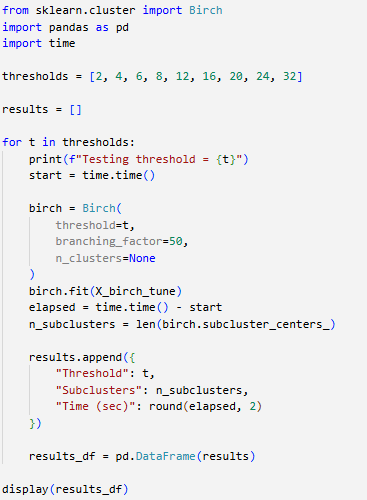 from sklearn.cluster import Birch
import pandas as pd
import time

thresholds = [2, 4, 6, 8, 12, 16, 20, 24, 32]

results = []

for t in thresholds:
    print(f"Testing threshold = {t}")
    start = time.time()

    birch = Birch(
        threshold=t,
        branching_factor=50,
        n_clusters=None
    )
    birch.fit(X_birch_tune)
    elapsed = time.time() - start
    n_subclusters = len(birch.subcluster_centers_)

    results.append({
        "Threshold": t,
        "Subclusters": n_subclusters,
        "Time (sec)": round(elapsed, 2)
    })

    results_df = pd.DataFrame(results)

display(results_df)